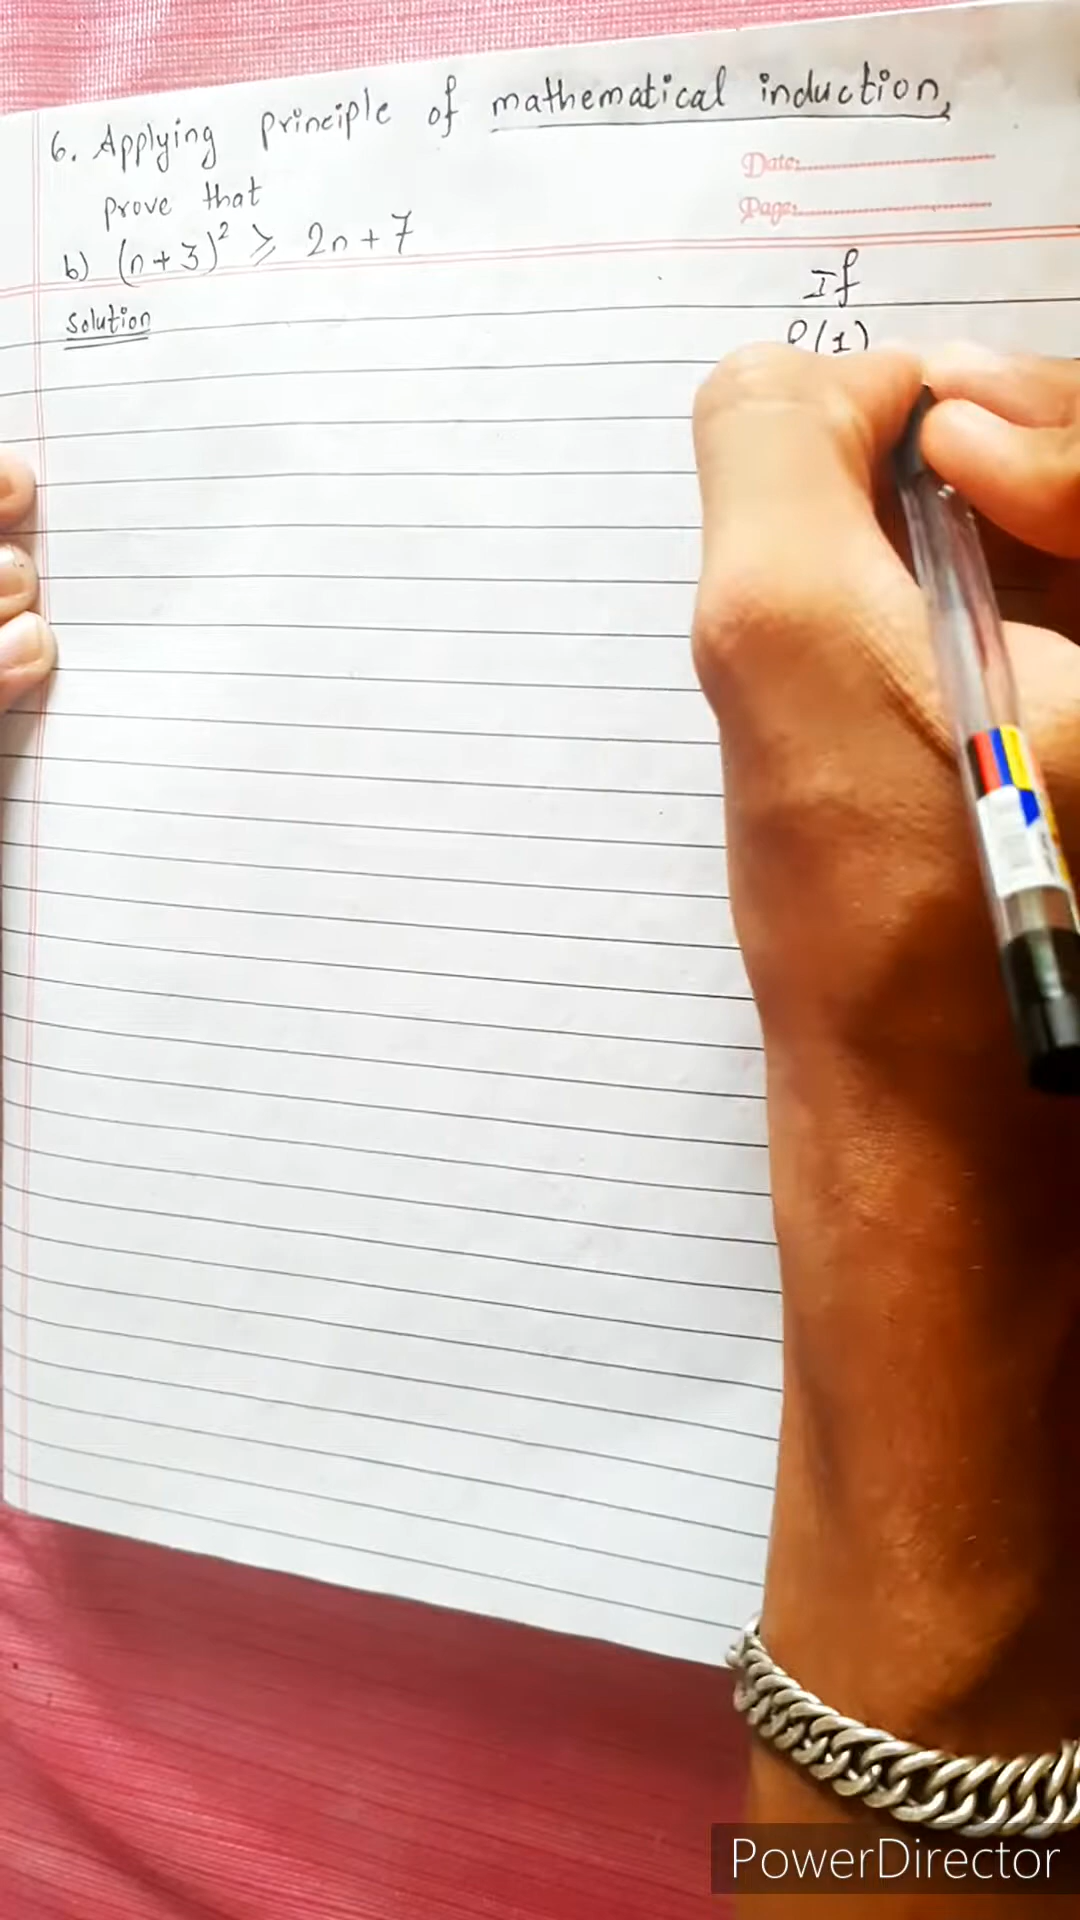 6. Applying principle of mathematical induction,
prove that
Date:
Page:
b) (n+3)² ≥ 2n+7
If
Solution
P(1)
PowerDirector